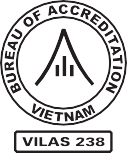 BUREAU OF ACCREDITATION
VIETNAM
VILAS 238